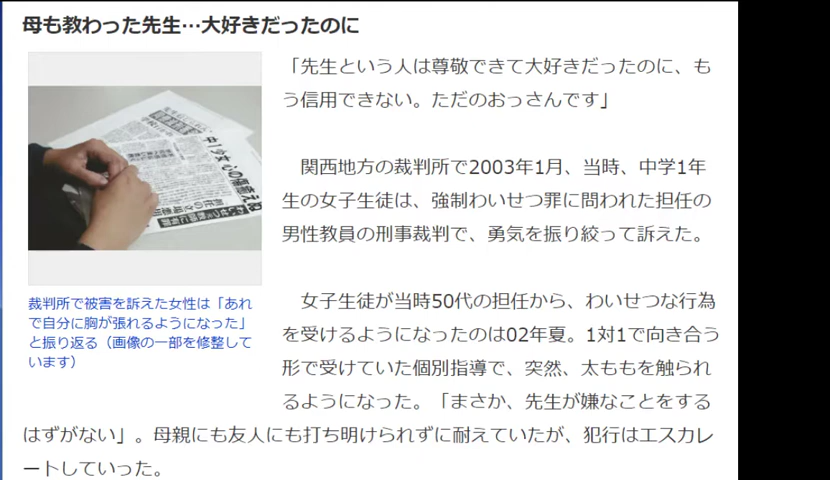 母も教わった先生…大好きだったのに
「先生という人は尊敬できて大好きだったのに、も
う信用できない。ただのおっさんです」
関西地方の裁判所で2003年1月、当時、中学1年
生の女子生徒は、強制わいせつ罪に問われた担任の
男性教員の刑事裁判で、勇気を振り絞って訴えた。
裁判所で被害を訴えた女性は「あれ
で自分に胸が張れるようになった」
と振り返る（画像の一部を修整して
います）
女子生徒が当時50代の担任から、わいせつな行為
を受けるようになったのは02年夏。1対1で向き合う
形で受けていた個別指導で、突然、太ももを触られ
るようになった。「まさか、先生が嫌なことをする
はずがない」。母親にも友人にも打ち明けられずに耐えていたが、犯行はエスカレ
ートしていった。